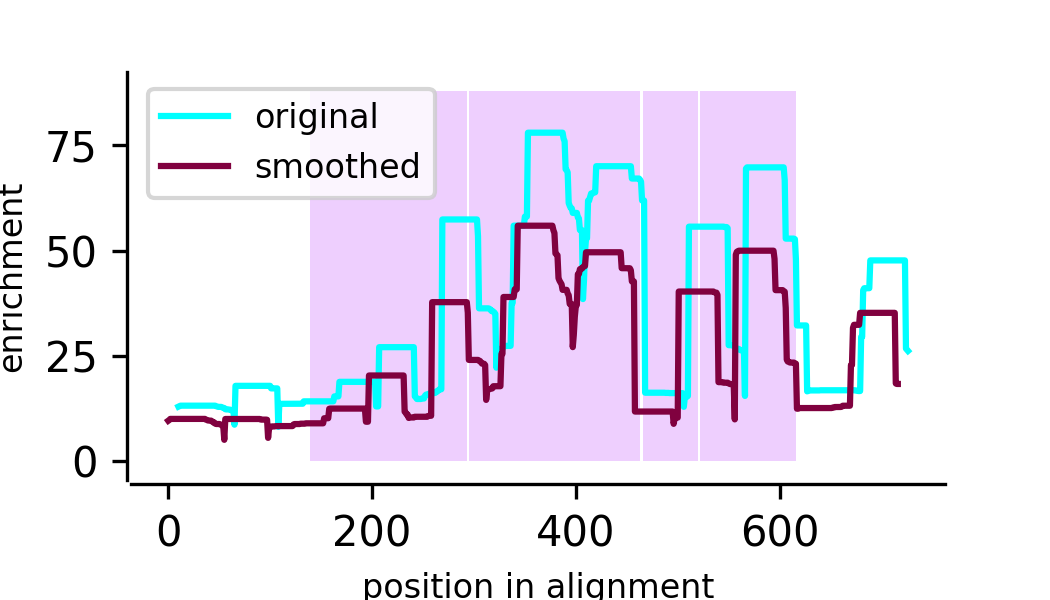 original
smoothed
75
50
25
0
enrichment
0 200 400 600
position in alignment